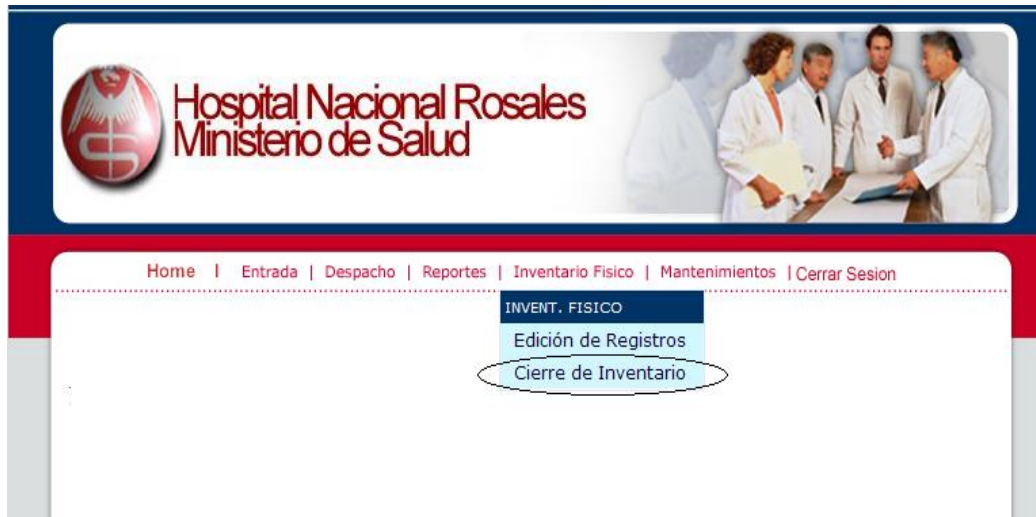 Hospital Nacional Rosales
Ministerio de Salud
Home | Entrada | Despacho | Reportes | Inventario Fisico | Mantenimientos | Cerrar Sesion
INVENT. FISICO
Edición de Registros
Cierre de Inventario